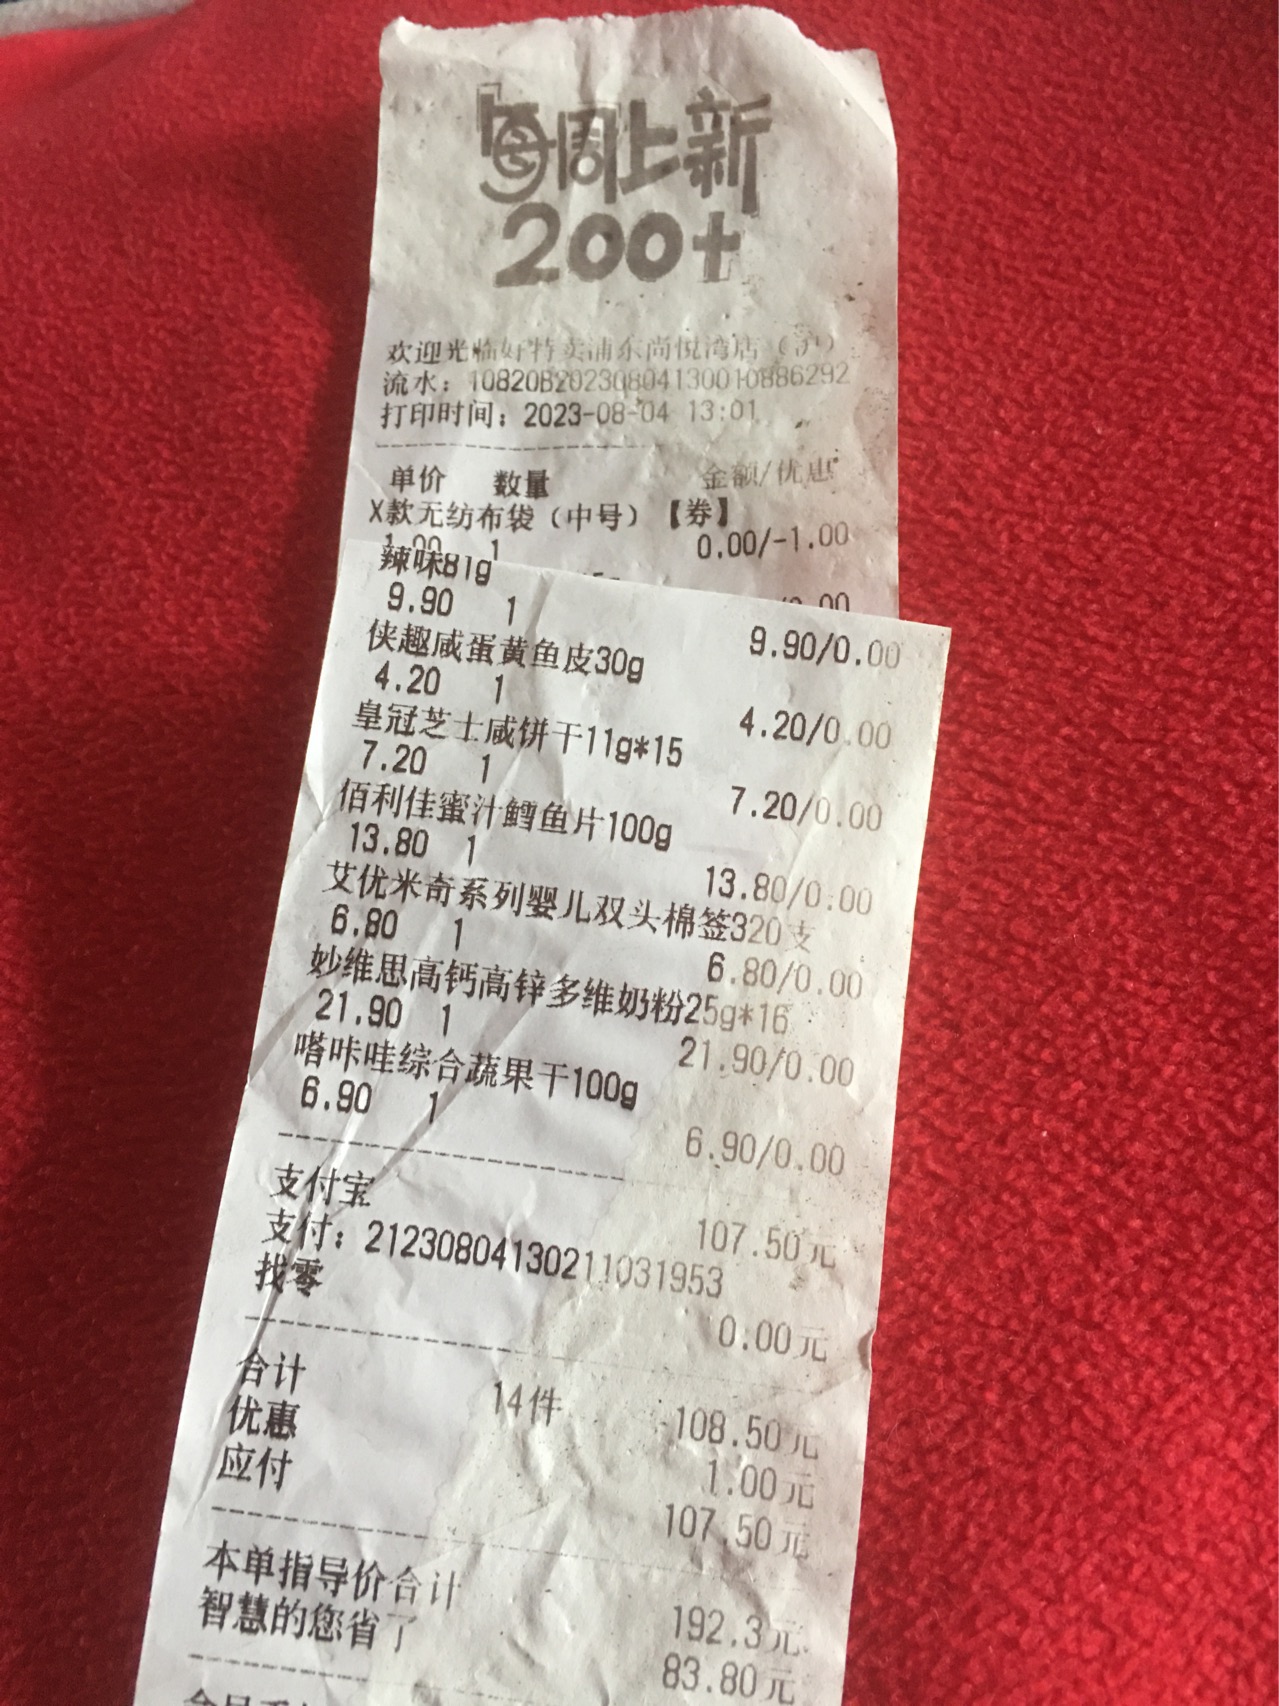 每周上新
200+
欢迎光临好特卖浦东尚悦湾店（沪）
流水：10820B20230804130010886292
打印时间：2023-08-04 13:01
单价 数量 金额/优惠
X款无纺布袋（中号）【券】
1.00 1 0.00/-1.00
辣味81g
9.90 1 9.90/0.00
侠趣咸蛋黄鱼皮30g
4.20 1 4.20/0.00
皇冠芝士咸饼干11g*15
7.20 1 7.20/0.00
佰利佳蜜汁鳕鱼片100g
13.80 1 13.80/0.00
艾优米奇系列婴儿双头棉签320支
6.80 1 6.80/0.00
妙维思高钙高锌多维奶粉25g*16
21.90 1 21.90/0.00
嗒咔哇综合蔬果干100g
6.90 1 6.90/0.00
支付宝 107.50元
支付：21230804130211031953
找零 0.00元
合计 14件 108.50元
优惠 1.00元
应付 107.50元
本单指导价合计 192.3元
智慧的您省了 83.80元